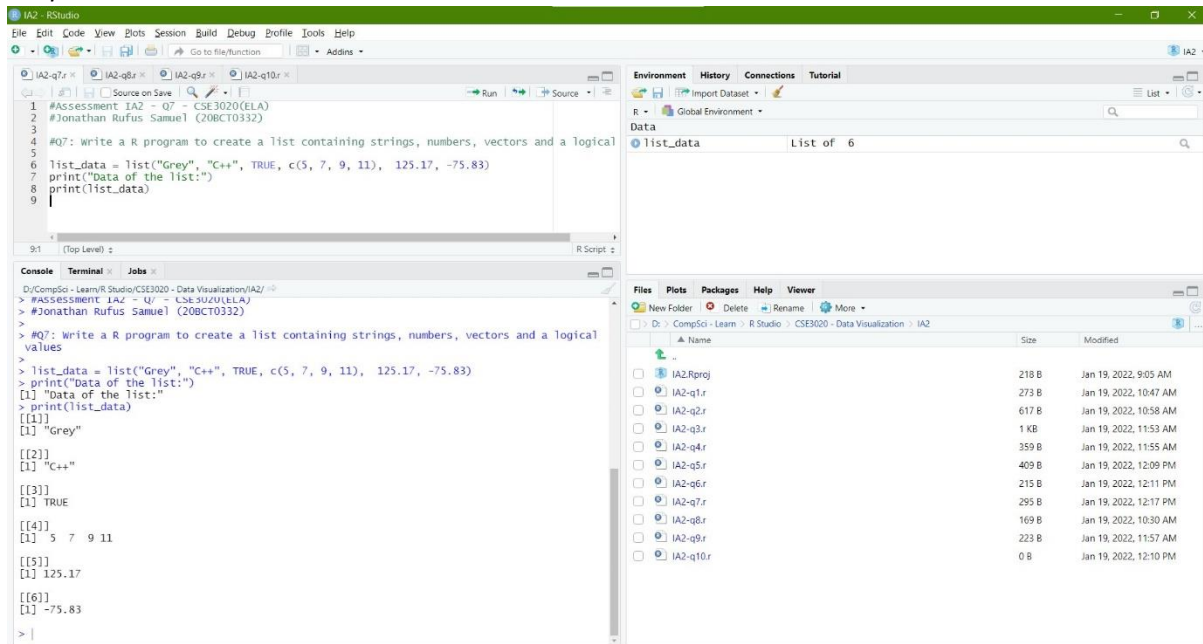 IA2 - RStudio
File Edit Code View Plots Session Build Debug Profile Tools Help
Go to file/function Addins IA2
IA2-q7.r IA2-q8.r IA2-q9.r IA2-q10.r
Source on Save Run Source
1 #Assessment IA2 - Q7 - CSE3020(ELA)
2 #Jonathan Rufus Samuel (20BCT0332)
3
4 #Q7: Write a R program to create a list containing strings, numbers, vectors and a logical
5
6 list_data = list("Grey", "C++", TRUE, c(5, 7, 9, 11), 125.17, -75.83)
7 print("Data of the list:")
8 print(list_data)
9
9:1 (Top Level) R Script
Console Terminal Jobs
D:/CompSci - Learn/R Studio/CSE3020 - Data Visualization/IA2/
> #Assessment IA2 - Q7 - CSE3020(ELA)
> #Jonathan Rufus Samuel (20BCT0332)
>
> #Q7: Write a R program to create a list containing strings, numbers, vectors and a logical
values
>
> list_data = list("Grey", "C++", TRUE, c(5, 7, 9, 11), 125.17, -75.83)
> print("Data of the list:")
[1] "Data of the list:"
> print(list_data)
[[1]]
[1] "Grey"
[[2]]
[1] "C++"
[[3]]
[1] TRUE
[[4]]
[1] 5 7 9 11
[[5]]
[1] 125.17
[[6]]
[1] -75.83
>
Environment History Connections Tutorial
Import Dataset List
R Global Environment
Data
list_data List of 6
Files Plots Packages Help Viewer
New Folder Delete Rename More
D: CompSci - Learn R Studio CSE3020 - Data Visualization IA2
Name Size Modified
..
IA2.Rproj 218 B Jan 19, 2022, 9:05 AM
IA2-q1.r 273 B Jan 19, 2022, 10:47 AM
IA2-q2.r 617 B Jan 19, 2022, 10:58 AM
IA2-q3.r 1 KB Jan 19, 2022, 11:53 AM
IA2-q4.r 359 B Jan 19, 2022, 11:55 AM
IA2-q5.r 409 B Jan 19, 2022, 12:09 PM
IA2-q6.r 215 B Jan 19, 2022, 12:11 PM
IA2-q7.r 295 B Jan 19, 2022, 12:17 PM
IA2-q8.r 169 B Jan 19, 2022, 10:30 AM
IA2-q9.r 223 B Jan 19, 2022, 11:57 AM
IA2-q10.r 0 B Jan 19, 2022, 12:10 PM